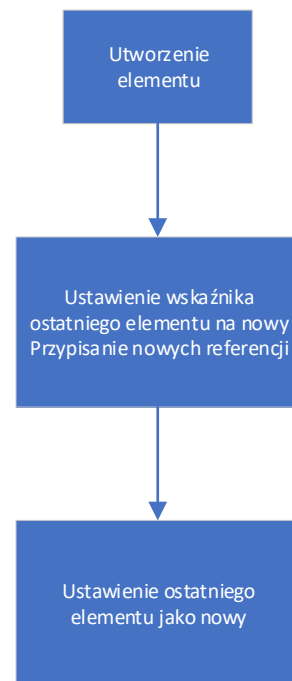 Utworzenie
elementu
Ustawienie wskaźnika
ostatniego elementu na nowy
Przypisanie nowych referencji
Ustawienie ostatniego
elementu jako nowy